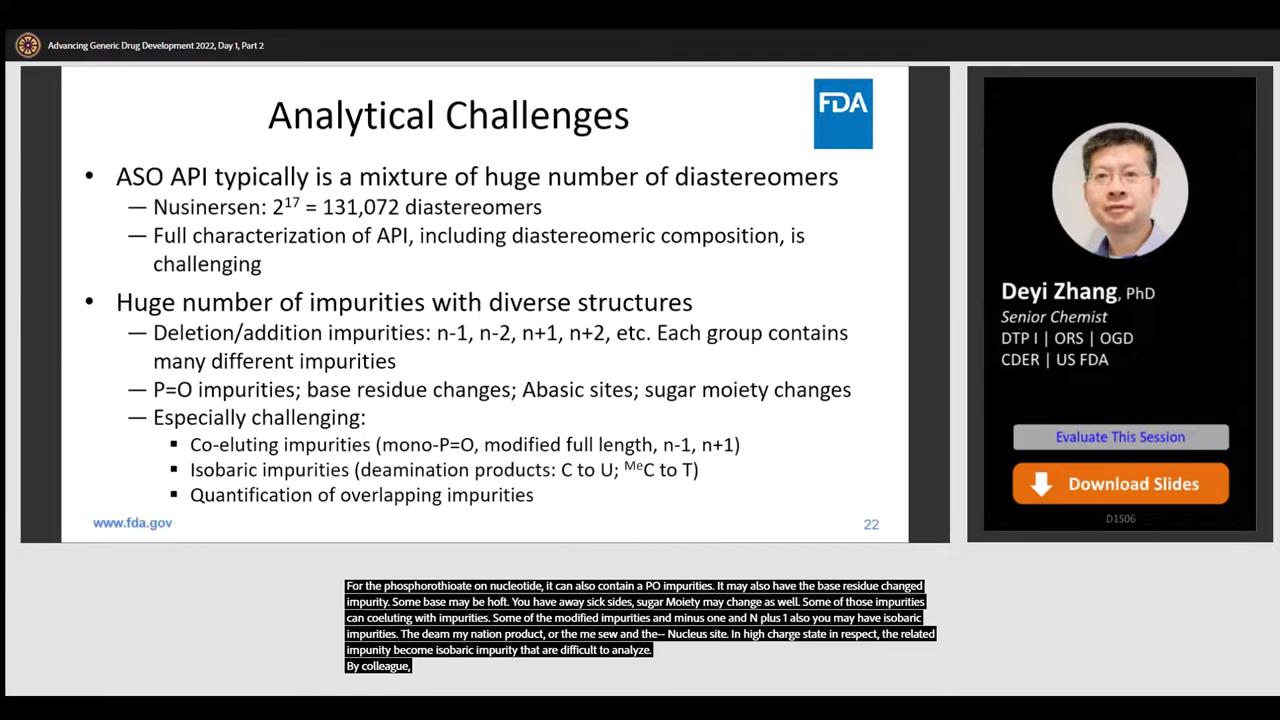 Advancing Generic Drug Development 2022, Day 1, Part 2
Analytical Challenges
FDA
• ASO API typically is a mixture of huge number of diastereomers
— Nusinersen: 2¹⁷ = 131,072 diastereomers
— Full characterization of API, including diastereomeric composition, is
challenging
• Huge number of impurities with diverse structures
— Deletion/addition impurities: n-1, n-2, n+1, n+2, etc. Each group contains
many different impurities
— P=O impurities; base residue changes; Abasic sites; sugar moiety changes
— Especially challenging:
▪ Co-eluting impurities (mono-P=O, modified full length, n-1, n+1)
▪ Isobaric impurities (deamination products: C to U; ᴹᵉC to T)
▪ Quantification of overlapping impurities
www.fda.gov
22
Deyi Zhang, PhD
Senior Chemist
DTP I | ORS | OGD
CDER | US FDA
Evaluate This Session
Download Slides
D1506
For the phosphorothioate on nucleotide, it can also contain a PO impurities. It may also have the base residue changed
impurity. Some base may be hoft. You have away sick sides, sugar Moiety may change as well. Some of those impurities
can coeluting with impurities. Some of the modified impurities and minus one and N plus 1 also you may have isobaric
impurities. The deam my nation product, or the me sew and the-- Nucleus site. In high charge state in respect, the related
impunity become isobaric impurity that are difficult to analyze.
By colleague,